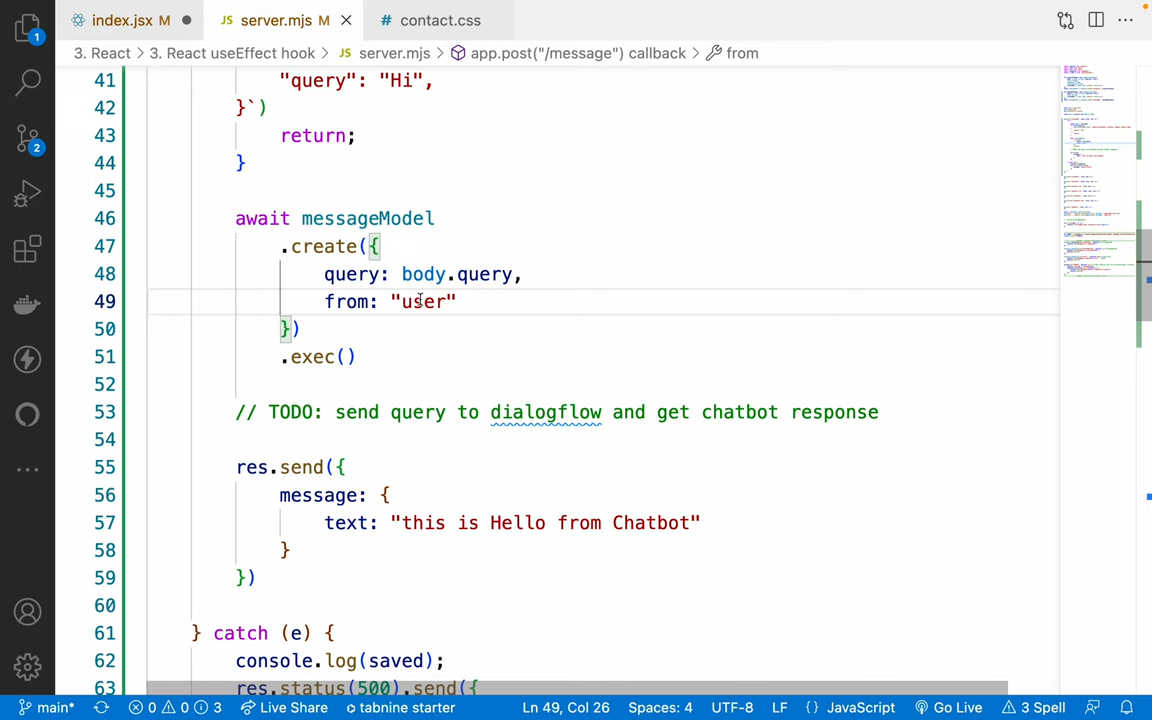 index.jsx M
JS server.mjs M
# contact.css
3. React > 3. React useEffect hook > JS server.mjs > app.post("/message") callback > from
41 "query": "Hi",
42 }`)
43 return;
44 }
45
46 await messageModel
47 .create({
48 query: body.query,
49 from: "user"
50 })
51 .exec()
52
53 // TODO: send query to dialogflow and get chatbot response
54
55 res.send({
56 message: {
57 text: "this is Hello from Chatbot"
58 }
59 })
60
61 } catch (e) {
62 console.log(saved);
63 res.status(500).send({
1
2
main* 0 0 3 Live Share tabnine starter Ln 49, Col 26 Spaces: 4 UTF-8 LF {} JavaScript Go Live 3 Spell